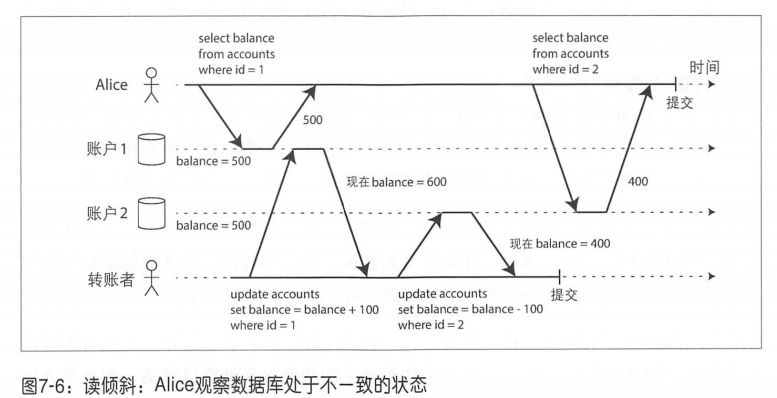 select balance
from accounts
where id = 1
select balance
from accounts
where id = 2
时间
Alice
提交
500
账户1
balance = 500
现在 balance = 600
400
账户2
balance = 500
现在 balance = 400
转账者
提交
update accounts
set balance = balance + 100
where id = 1
update accounts
set balance = balance - 100
where id = 2
图7-6：读倾斜：Alice观察数据库处于不一致的状态